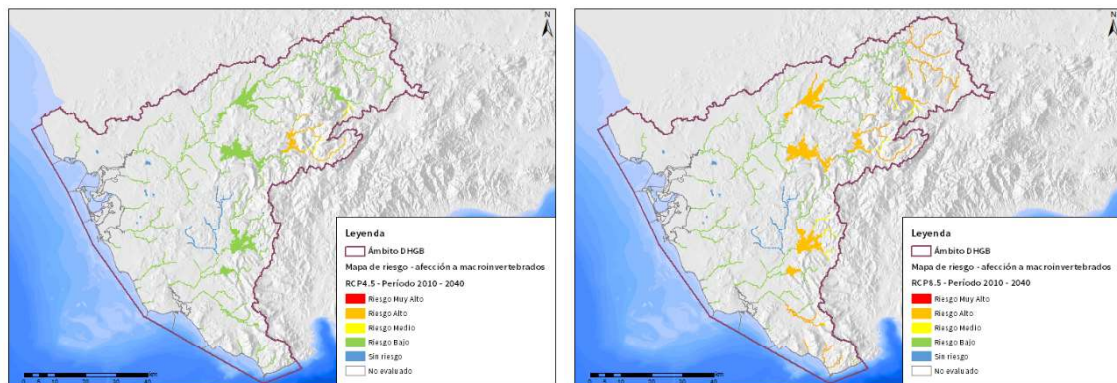 N
Leyenda
Ámbito DHGB
Mapa de riesgo - afección a macroinvertebrados
RCP4.5 - Período 2010 - 2040
Riesgo Muy Alto
Riesgo Alto
Riesgo Medio
Riesgo Bajo
Sin riesgo
No evaluado
N
Leyenda
Ámbito DHGB
Mapa de riesgo - afección a macroinvertebrados
RCP8.5 - Período 2010 - 2040
Riesgo Muy Alto
Riesgo Alto
Riesgo Medio
Riesgo Bajo
Sin riesgo
No evaluado